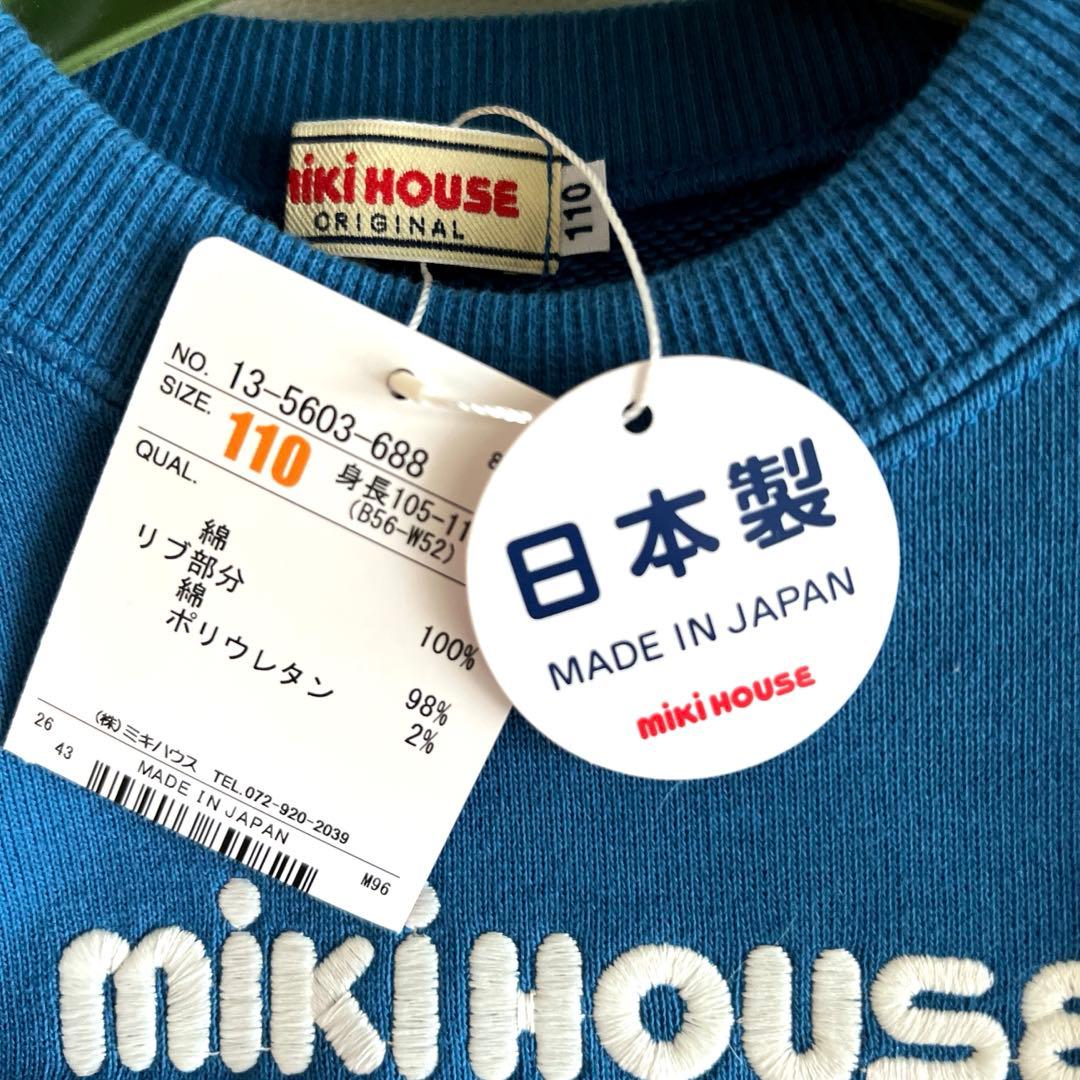 miki HOUSE
ORIGINAL
110
NO. 13-5603-688
SIZE. 110 身長105-11
(B56-W52)
QUAL.
綿 100%
リブ部分
綿 98%
ポリウレタン 2%
26 (株)ミキハウス TEL.072-920-2039
43 MADE IN JAPAN
M96
日本製
MADE IN JAPAN
miki HOUSE
miki HOUSE